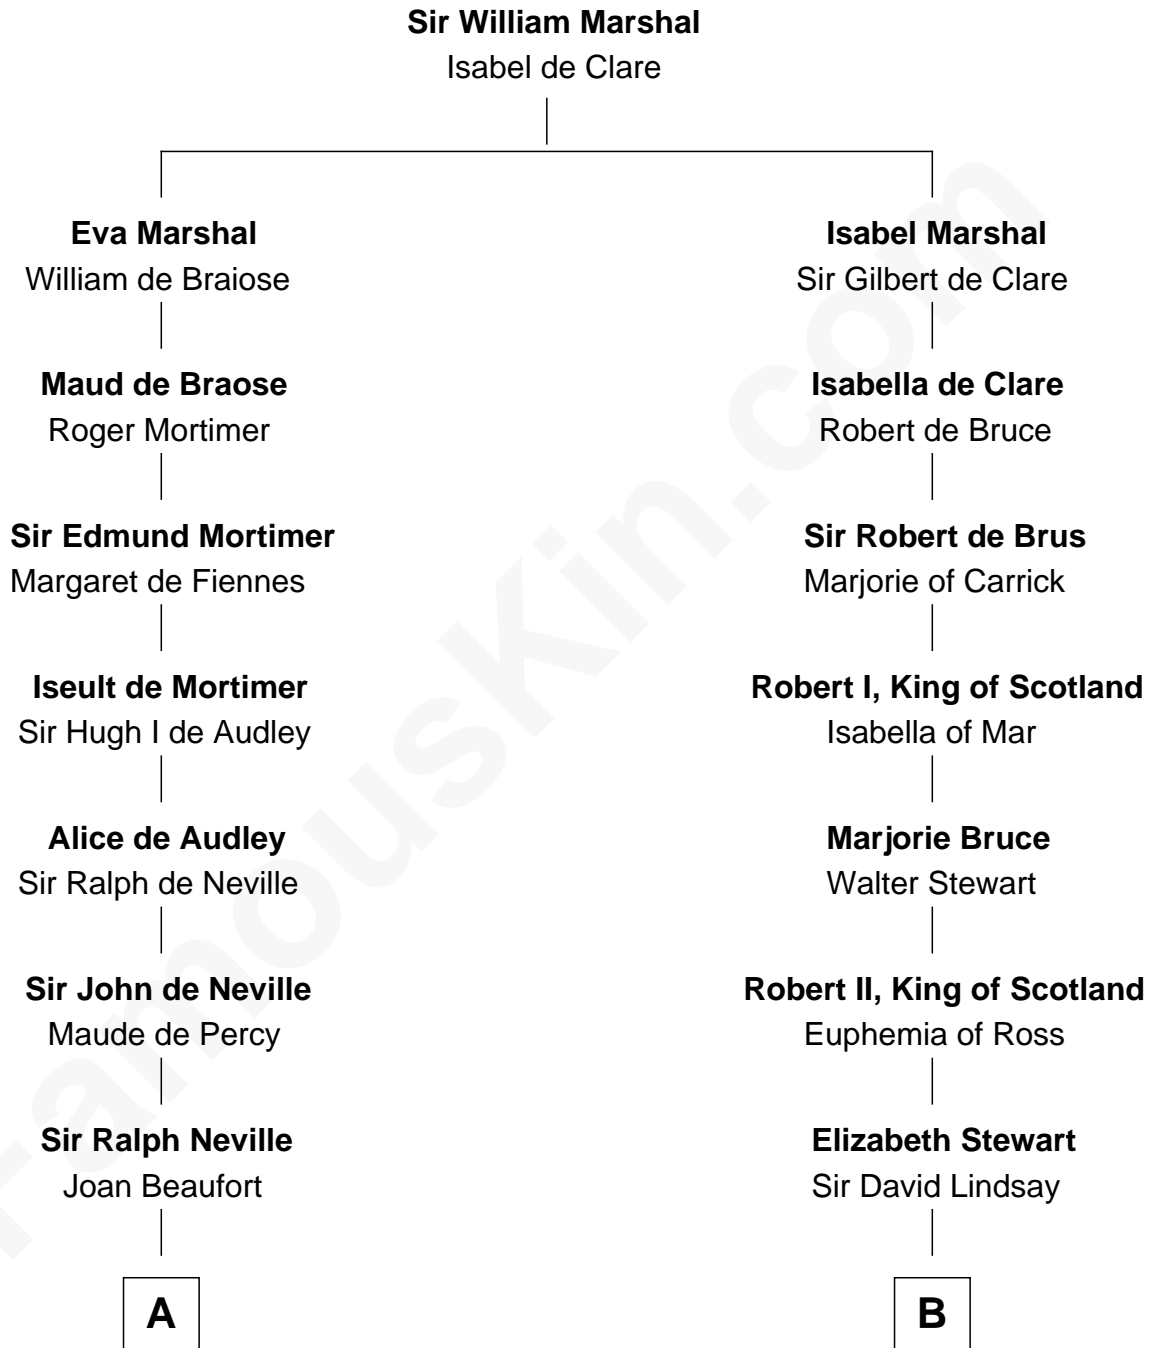 Sir William Marshal
Isabel de Clare
Eva Marshal
William de Braiose
Isabel Marshal
Sir Gilbert de Clare
Maud de Braose
Roger Mortimer
Isabella de Clare
Robert de Bruce
Sir Edmund Mortimer
Margaret de Fiennes
Sir Robert de Brus
Marjorie of Carrick
Iseult de Mortimer
Sir Hugh I de Audley
Robert I, King of Scotland
Isabella of Mar
Alice de Audley
Sir Ralph de Neville
Marjorie Bruce
Walter Stewart
Sir John de Neville
Maude de Percy
Robert II, King of Scotland
Euphemia of Ross
Sir Ralph Neville
Joan Beaufort
Elizabeth Stewart
Sir David Lindsay
A
B
FamousKin.com